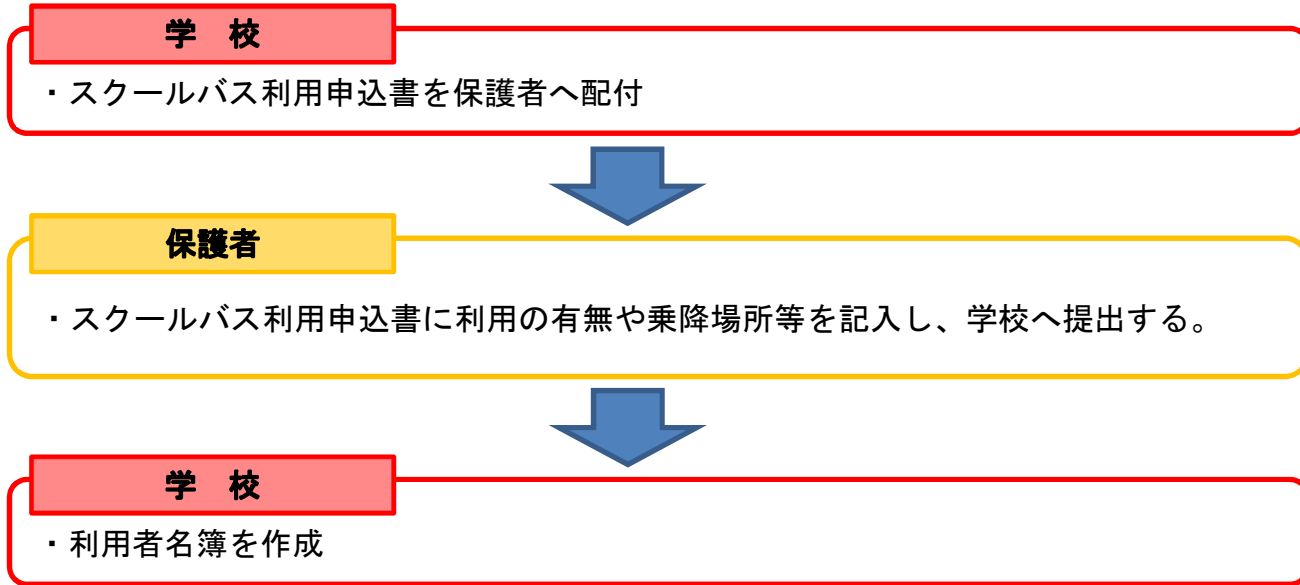 学　校
・スクールバス利用申込書を保護者へ配付
保護者
・スクールバス利用申込書に利用の有無や乗降場所等を記入し、学校へ提出する。
学　校
・利用者名簿を作成